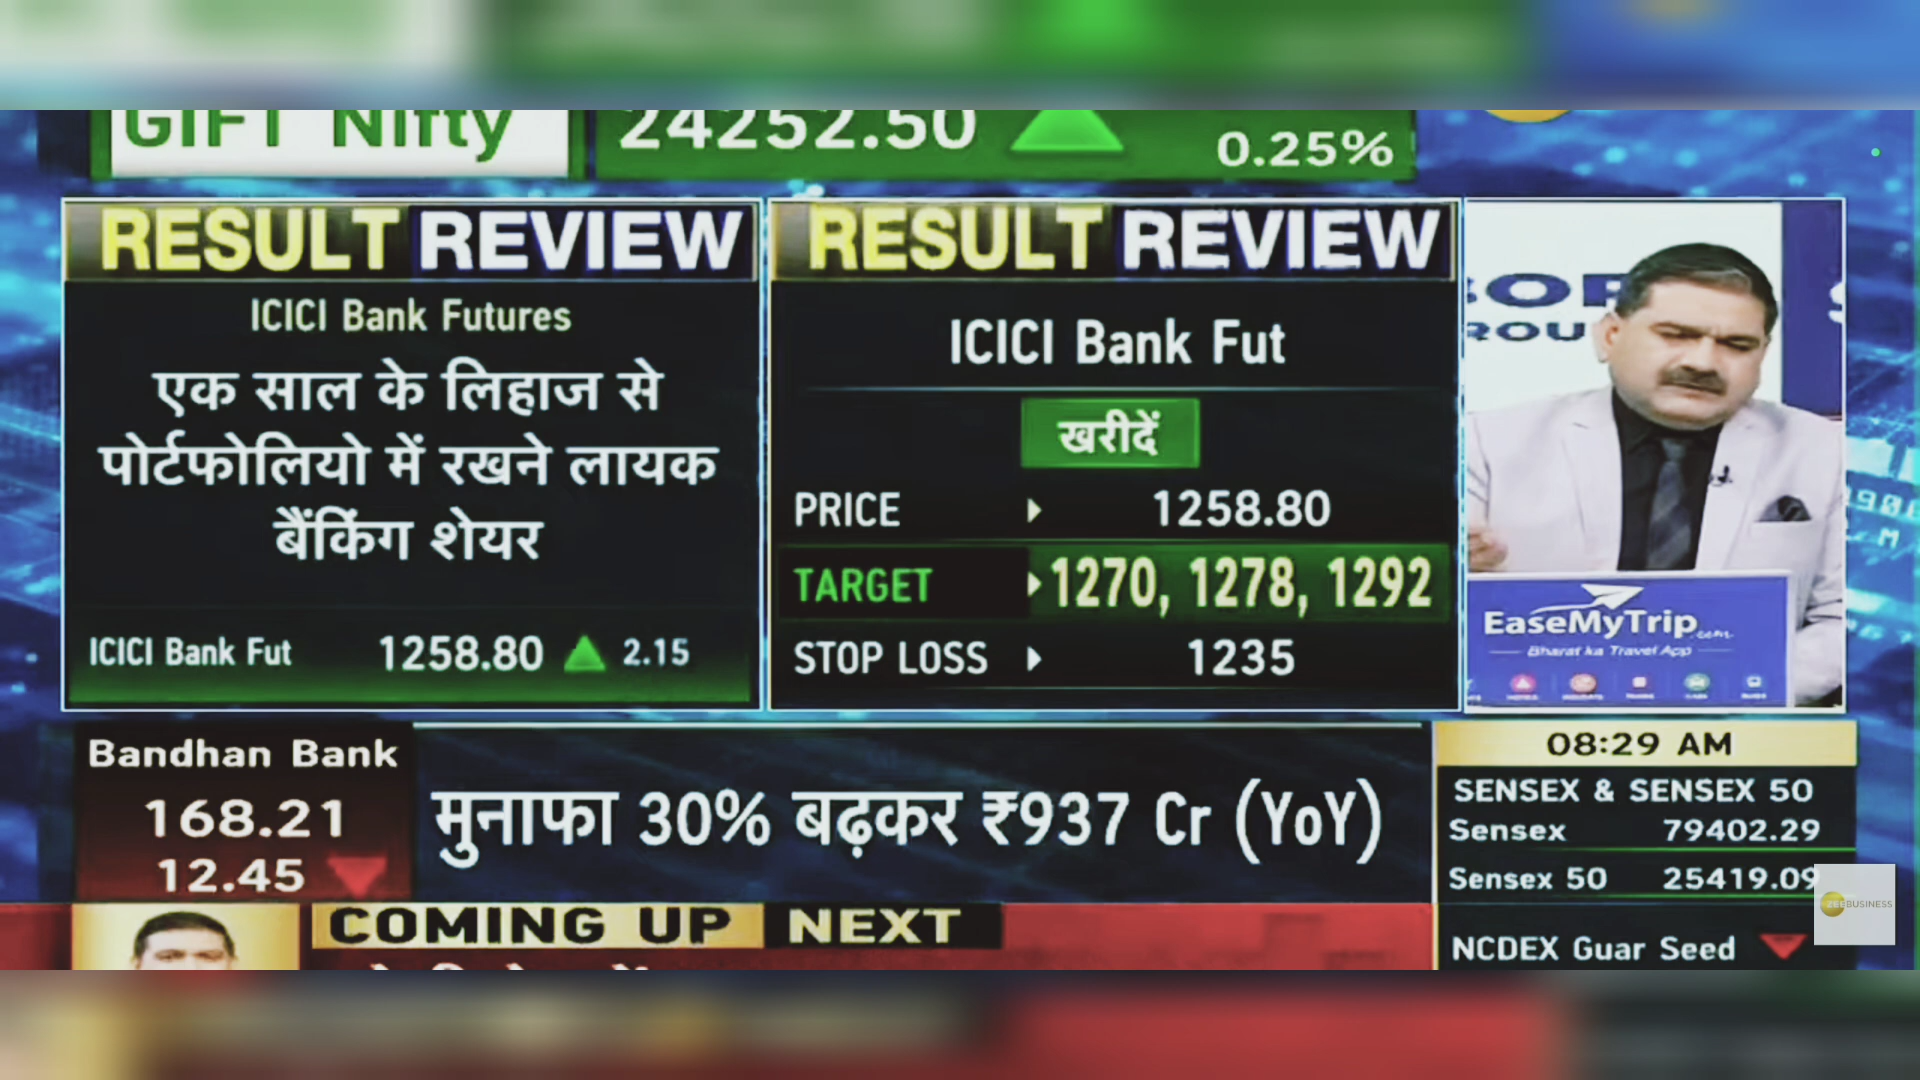 GIFT Nifty
24252.50
0.25%
RESULT REVIEW
ICICI Bank Futures
एक साल के लिहाज से
पोर्टफोलियो में रखने लायक
बैंकिंग शेयर
ICICI Bank Fut 1258.80 2.15
RESULT REVIEW
ICICI Bank Fut
खरीदें
PRICE 1258.80
TARGET 1270, 1278, 1292
STOP LOSS 1235
EaseMyTrip.com
Bharat ka Travel App
Bandhan Bank
168.21
12.45
मुनाफा 30% बढ़कर ₹937 Cr (YoY)
08:29 AM
SENSEX & SENSEX 50
Sensex 79402.29
Sensex 50 25419.09
NCDEX Guar Seed
ZEEBUSINESS
COMING UP NEXT